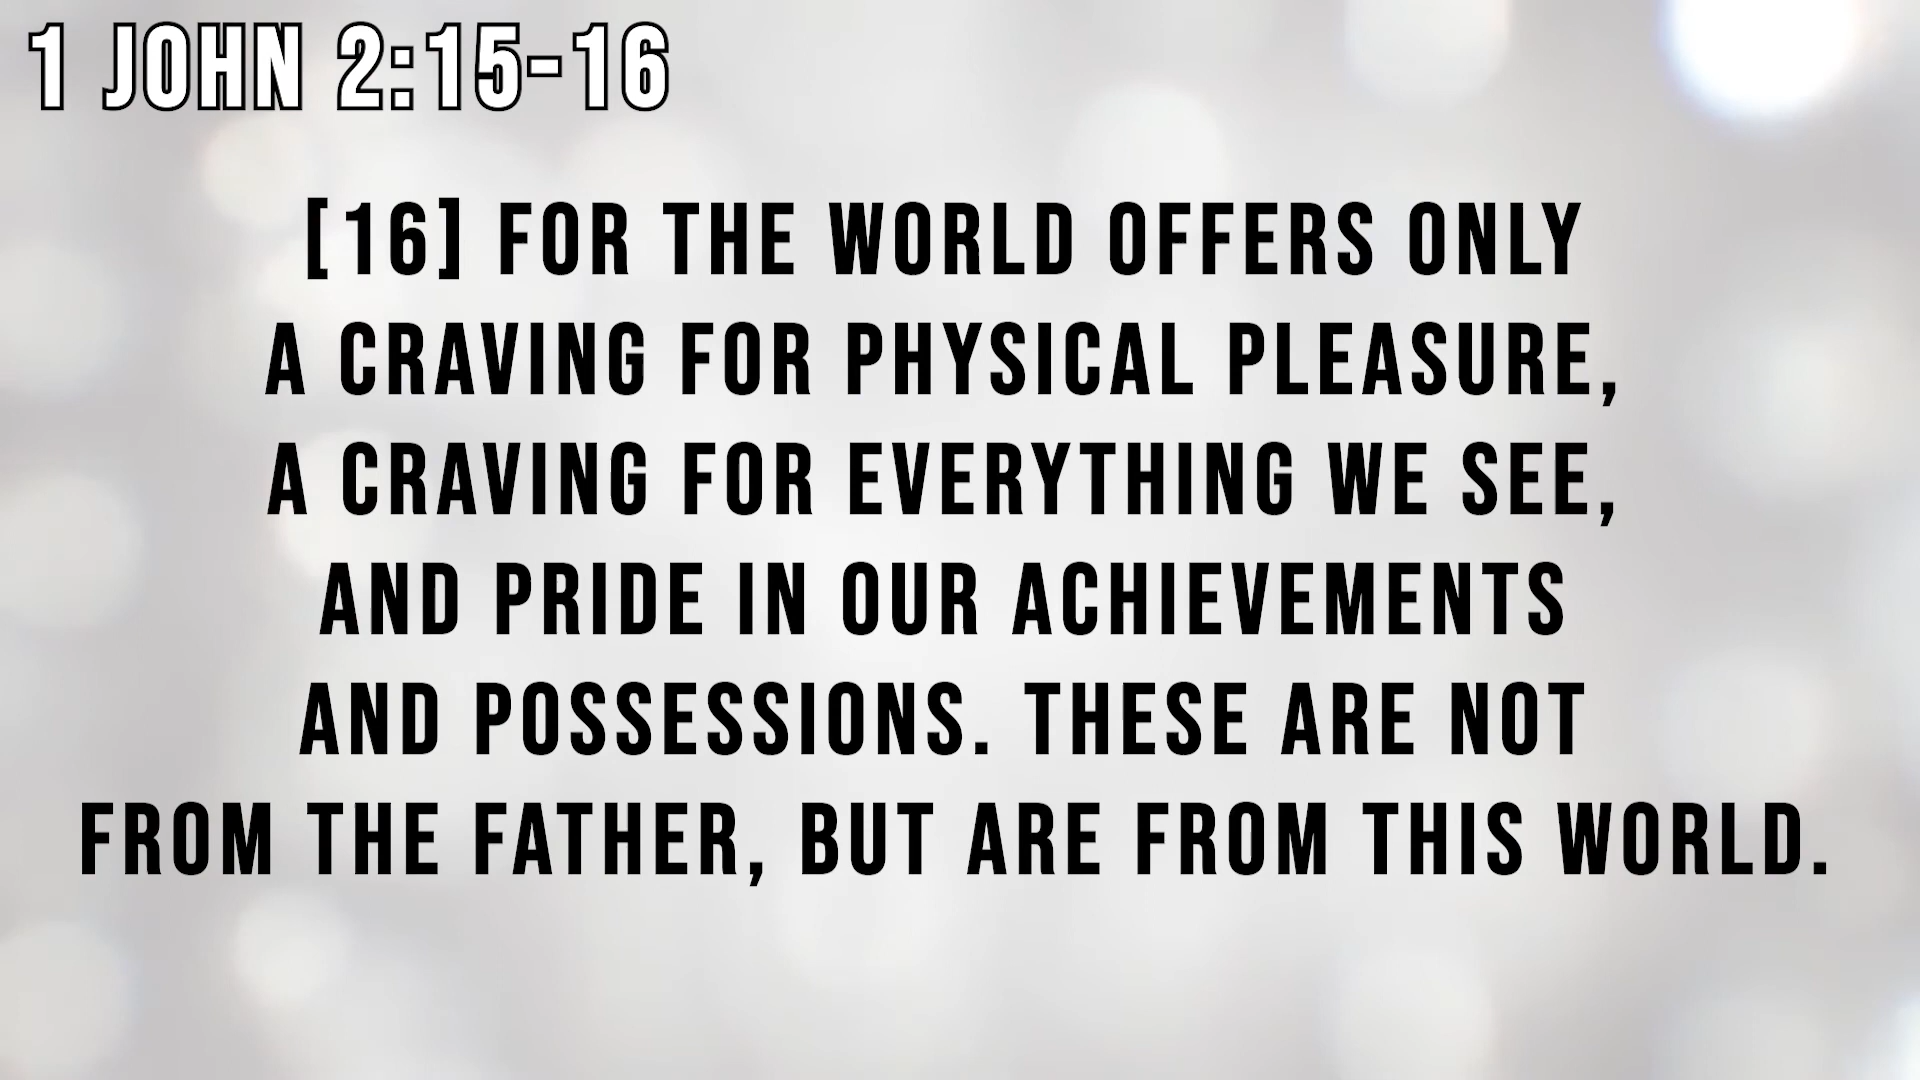 1 JOHN 2:15-16
[16] FOR THE WORLD OFFERS ONLY
A CRAVING FOR PHYSICAL PLEASURE,
A CRAVING FOR EVERYTHING WE SEE,
AND PRIDE IN OUR ACHIEVEMENTS
AND POSSESSIONS. THESE ARE NOT
FROM THE FATHER, BUT ARE FROM THIS WORLD.